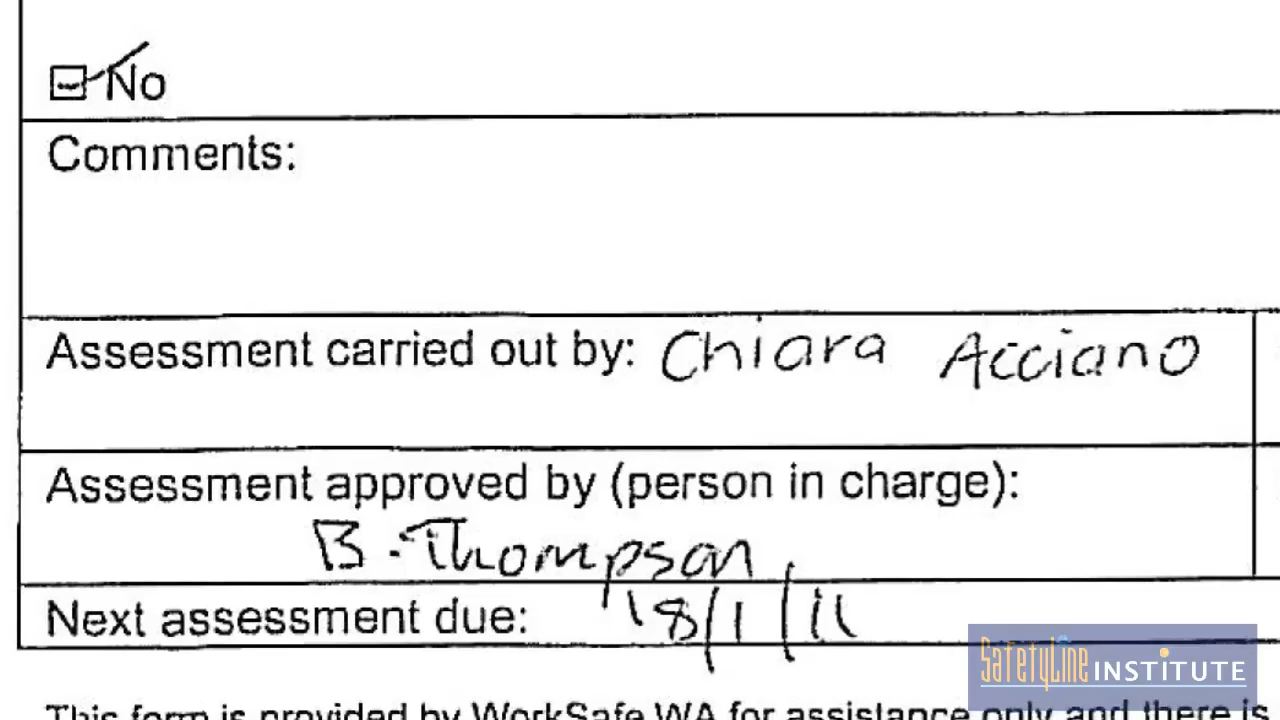 No
Comments:
Assessment carried out by: Chiara Acciano
Assessment approved by (person in charge):
B. Thompson
Next assessment due: 18/1/11
SafetyLine INSTITUTE
This form is provided by WorkSafe WA for assistance only and there is